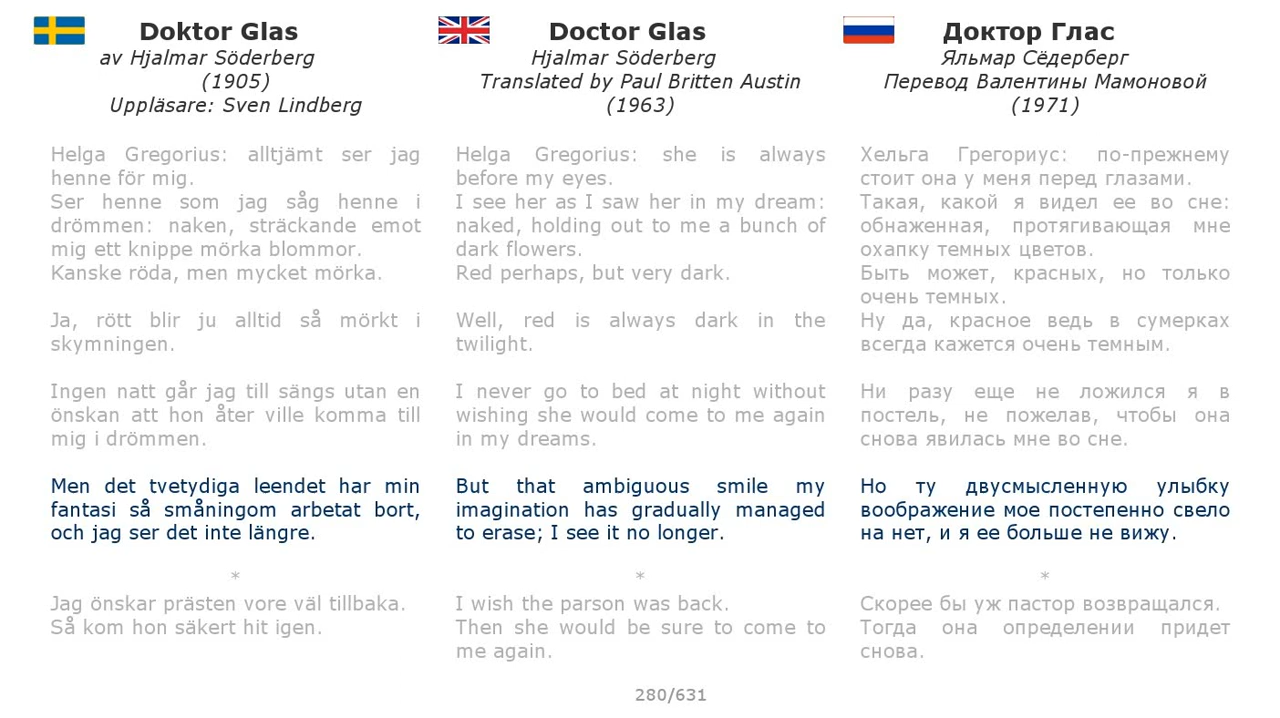 Doktor Glas
av Hjalmar Söderberg
(1905)
Uppläsare: Sven Lindberg
Helga Gregorius: alltjämt ser jag
henne för mig.
Ser henne som jag såg henne i
drömmen: naken, sträckande emot
mig ett knippe mörka blommor.
Kanske röda, men mycket mörka.
Ja, rött blir ju alltid så mörkt i
skymningen.
Ingen natt går jag till sängs utan en
önskan att hon åter ville komma till
mig i drömmen.
Men det tvetydiga leendet har min
fantasi så småningom arbetat bort,
och jag ser det inte längre.
*
Jag önskar prästen vore väl tillbaka.
Så kom hon säkert hit igen.
Doctor Glas
Hjalmar Söderberg
Translated by Paul Britten Austin
(1963)
Helga Gregorius: she is always
before my eyes.
I see her as I saw her in my dream:
naked, holding out to me a bunch of
dark flowers.
Red perhaps, but very dark.
Well, red is always dark in the
twilight.
I never go to bed at night without
wishing she would come to me again
in my dreams.
But that ambiguous smile my
imagination has gradually managed
to erase; I see it no longer.
*
I wish the parson was back.
Then she would be sure to come to
me again.
Доктор Глас
Яльмар Сёдерберг
Перевод Валентины Мамоновой
(1971)
Хельга Грегориус: по-прежнему
стоит она у меня перед глазами.
Такая, какой я видел ее во сне:
обнаженная, протягивающая мне
охапку темных цветов.
Быть может, красных, но только
очень темных.
Ну да, красное ведь в сумерках
всегда кажется очень темным.
Ни разу еще не ложился я в
постель, не пожелав, чтобы она
снова явилась мне во сне.
Но ту двусмысленную улыбку
воображение мое постепенно свело
на нет, и я ее больше не вижу.
*
Скорее бы уж пастор возвращался.
Тогда она определении придет
снова.
280/631